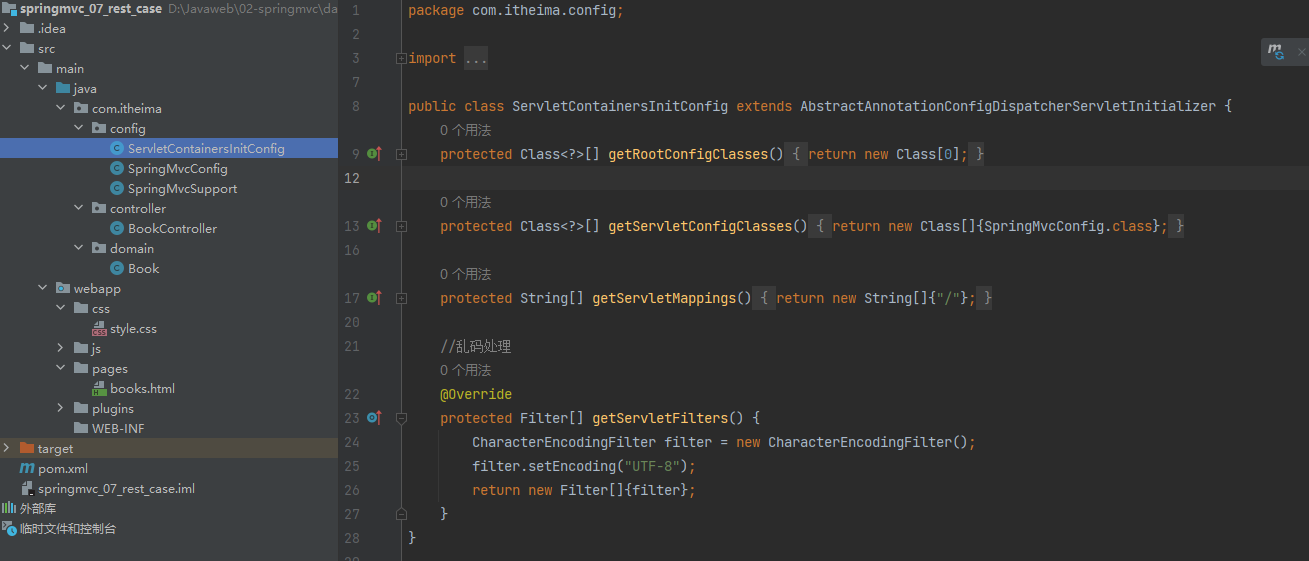 springmvc_07_rest_case D:\Javaweb\02-springmvc\da
.idea
src
main
java
com.itheima
config
ServletContainersInitConfig
SpringMvcConfig
SpringMvcSupport
controller
BookController
domain
Book
webapp
css
style.css
js
pages
books.html
plugins
WEB-INF
target
pom.xml
springmvc_07_rest_case.iml
外部库
临时文件和控制台
1 package com.itheima.config;
2
3 import ...
7
8 public class ServletContainersInitConfig extends AbstractAnnotationConfigDispatcherServletInitializer {
0 个用法
9 protected Class<?>[] getRootConfigClasses() { return new Class[0]; }
12
0 个用法
13 protected Class<?>[] getServletConfigClasses() { return new Class[]{SpringMvcConfig.class}; }
16
0 个用法
17 protected String[] getServletMappings() { return new String[]{"/"}; }
20
21 //乱码处理
0 个用法
22 @Override
23 protected Filter[] getServletFilters() {
24 CharacterEncodingFilter filter = new CharacterEncodingFilter();
25 filter.setEncoding("UTF-8");
26 return new Filter[]{filter};
27 }
28 }